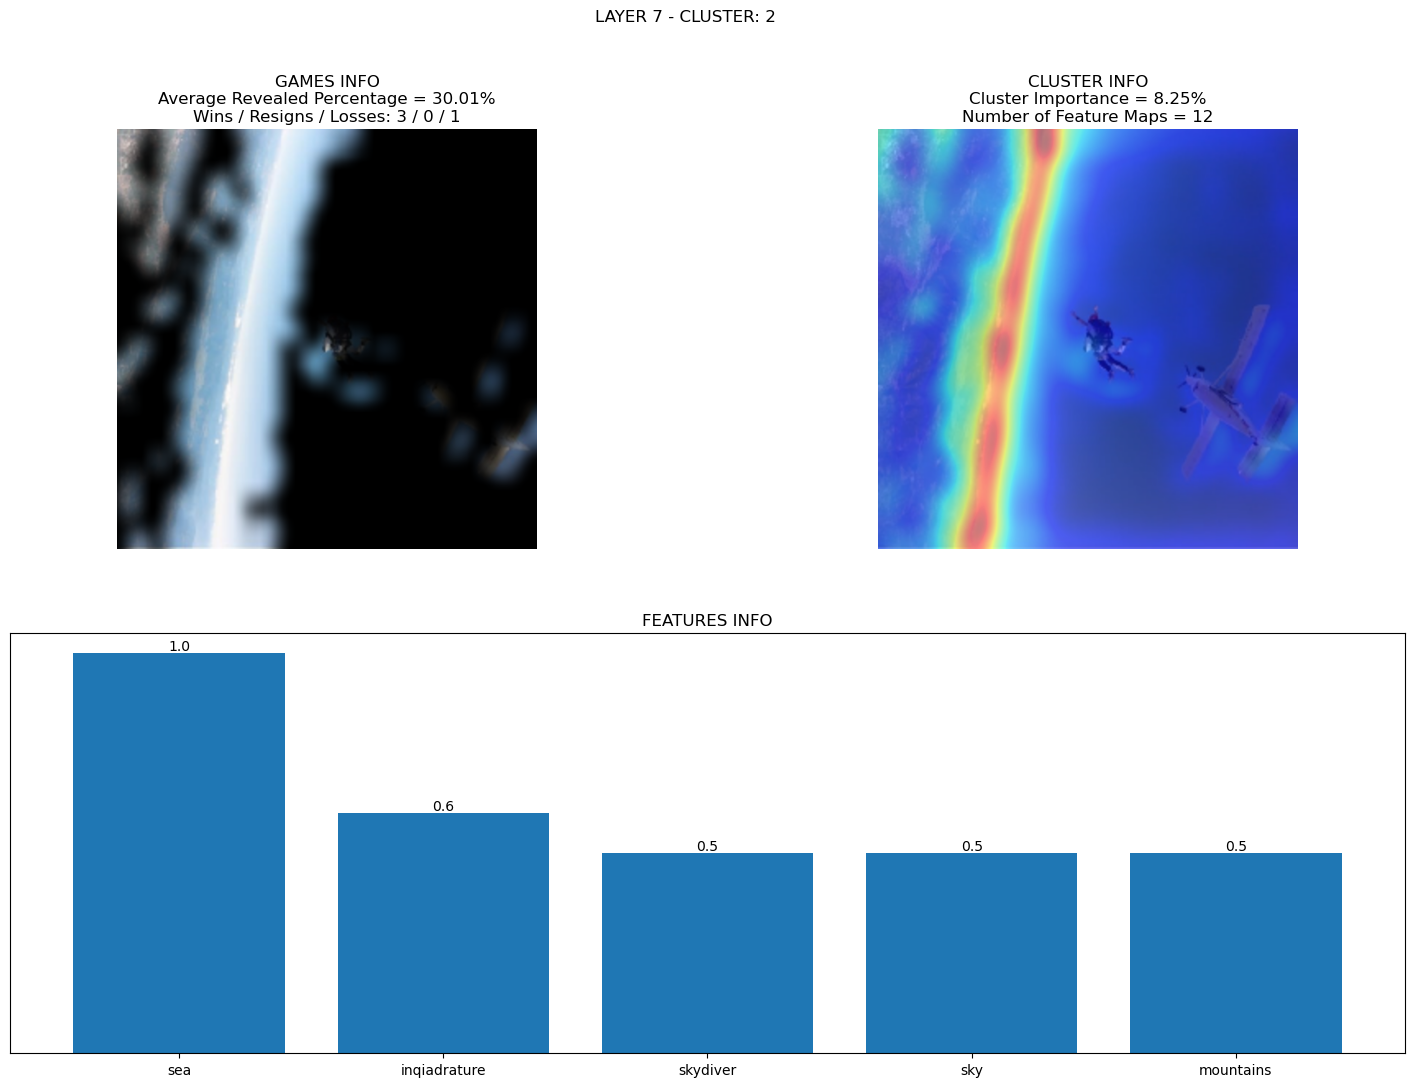 LAYER 7 - CLUSTER: 2
GAMES INFO
Average Revealed Percentage = 30.01%
Wins / Resigns / Losses: 3 / 0 / 1
CLUSTER INFO
Cluster Importance = 8.25%
Number of Feature Maps = 12
FEATURES INFO
1.0
0.6
0.5
0.5
0.5
sea
inqiadrature
skydiver
sky
mountains